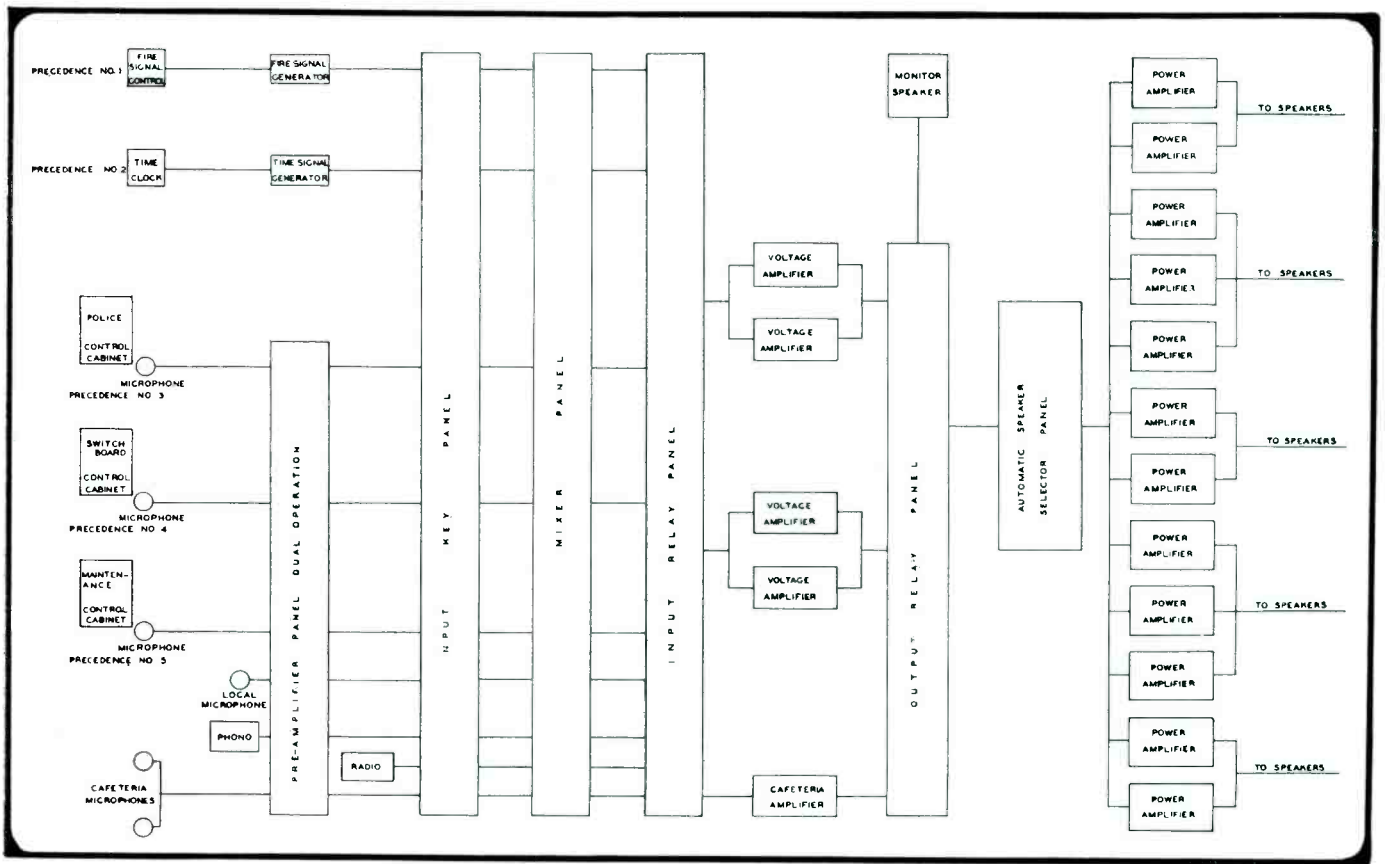 PRECEDENCE NO. 1
FIRE
SIGNAL
CONTROL
FIRE SIGNAL
GENERATOR
PRECEDENCE NO. 2
TIME
CLOCK
TIME SIGNAL
GENERATOR
POLICE
CONTROL
CABINET
MICROPHONE
PRECEDENCE NO 3
SWITCH
BOARD
CONTROL
CABINET
MICROPHONE
PRECEDENCE NO 4
MAINTEN-
ANCE
CONTROL
CABINET
MICROPHONE
PRECEDENCE NO 5
LOCAL
MICROPHONE
PHONO
CAFETERIA
MICROPHONES
PRE-AMPLIFIER PANEL DUAL OPERATION
RADIO
INPUT KEY PANEL
MIXER PANEL
INPUT RELAY PANEL
VOLTAGE
AMPLIFIER
VOLTAGE
AMPLIFIER
VOLTAGE
AMPLIFIER
VOLTAGE
AMPLIFIER
CAFETERIA
AMPLIFIER
MONITOR
SPEAKER
OUTPUT RELAY PANEL
AUTOMATIC SPEAKER
SELECTOR PANEL
POWER
AMPLIFIER
POWER
AMPLIFIER
TO SPEAKERS
POWER
AMPLIFIER
POWER
AMPLIFIER
POWER
AMPLIFIER
TO SPEAKERS
POWER
AMPLIFIER
POWER
AMPLIFIER
TO SPEAKERS
POWER
AMPLIFIER
POWER
AMPLIFIER
POWER
AMPLIFIER
TO SPEAKERS
POWER
AMPLIFIER
POWER
AMPLIFIER
TO SPEAKERS